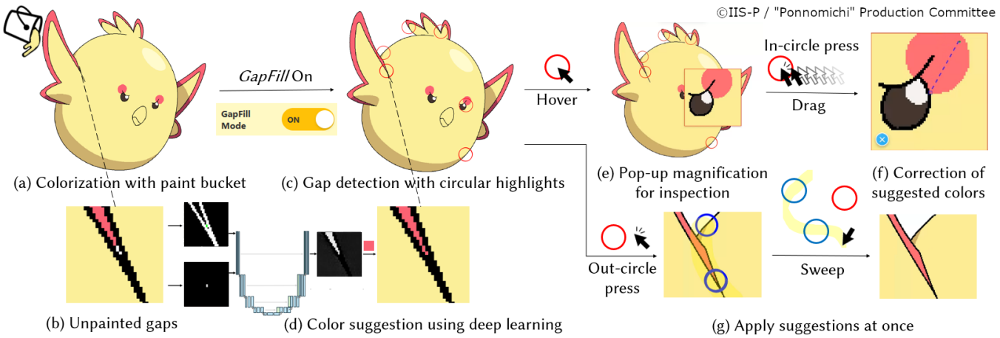 ©IIS-P / "Ponnomichi" Production Committee
GapFill On
GapFill
Mode
ON
Hover
In-circle press
Drag
(a) Colorization with paint bucket
(c) Gap detection with circular highlights
(e) Pop-up magnification
for inspection
(f) Correction of
suggested colors
Out-circle
press
Sweep
(b) Unpainted gaps
(d) Color suggestion using deep learning
(g) Apply suggestions at once